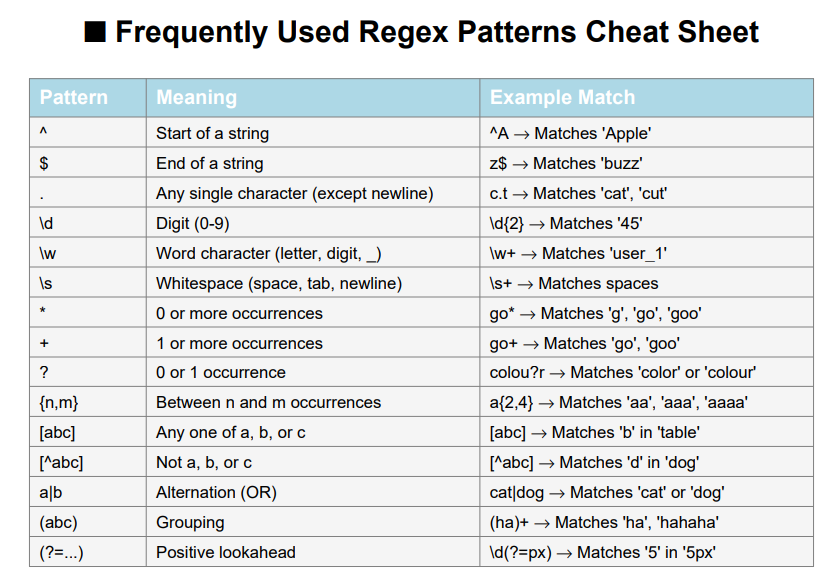 ■ Frequently Used Regex Patterns Cheat Sheet
Pattern Meaning Example Match
^ Start of a string ^A → Matches 'Apple'
$ End of a string z$ → Matches 'buzz'
. Any single character (except newline) c.t → Matches 'cat', 'cut'
\d Digit (0-9) \d{2} → Matches '45'
\w Word character (letter, digit, _) \w+ → Matches 'user_1'
\s Whitespace (space, tab, newline) \s+ → Matches spaces
* 0 or more occurrences go* → Matches 'g', 'go', 'goo'
+ 1 or more occurrences go+ → Matches 'go', 'goo'
? 0 or 1 occurrence colou?r → Matches 'color' or 'colour'
{n,m} Between n and m occurrences a{2,4} → Matches 'aa', 'aaa', 'aaaa'
[abc] Any one of a, b, or c [abc] → Matches 'b' in 'table'
[^abc] Not a, b, or c [^abc] → Matches 'd' in 'dog'
a|b Alternation (OR) cat|dog → Matches 'cat' or 'dog'
(abc) Grouping (ha)+ → Matches 'ha', 'hahaha'
(?=...) Positive lookahead \d(?=px) → Matches '5' in '5px'